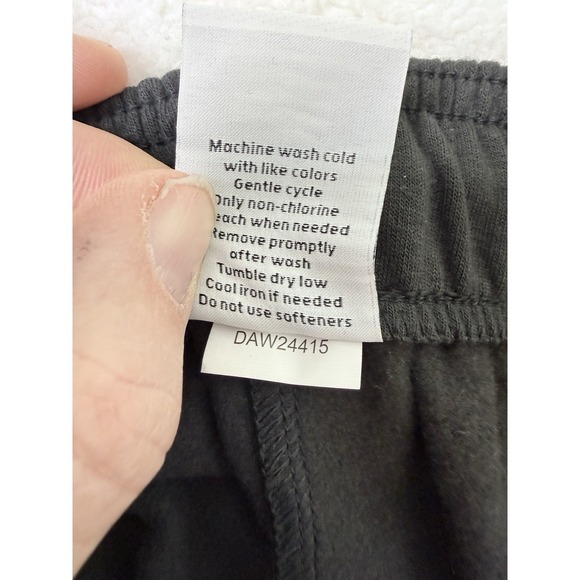 Machine wash cold
with like colors
Gentle cycle
Only non-chlorine
each when needed
Remove promptly
after wash
Tumble dry low
Cool iron if needed
Do not use softeners
DAW24415